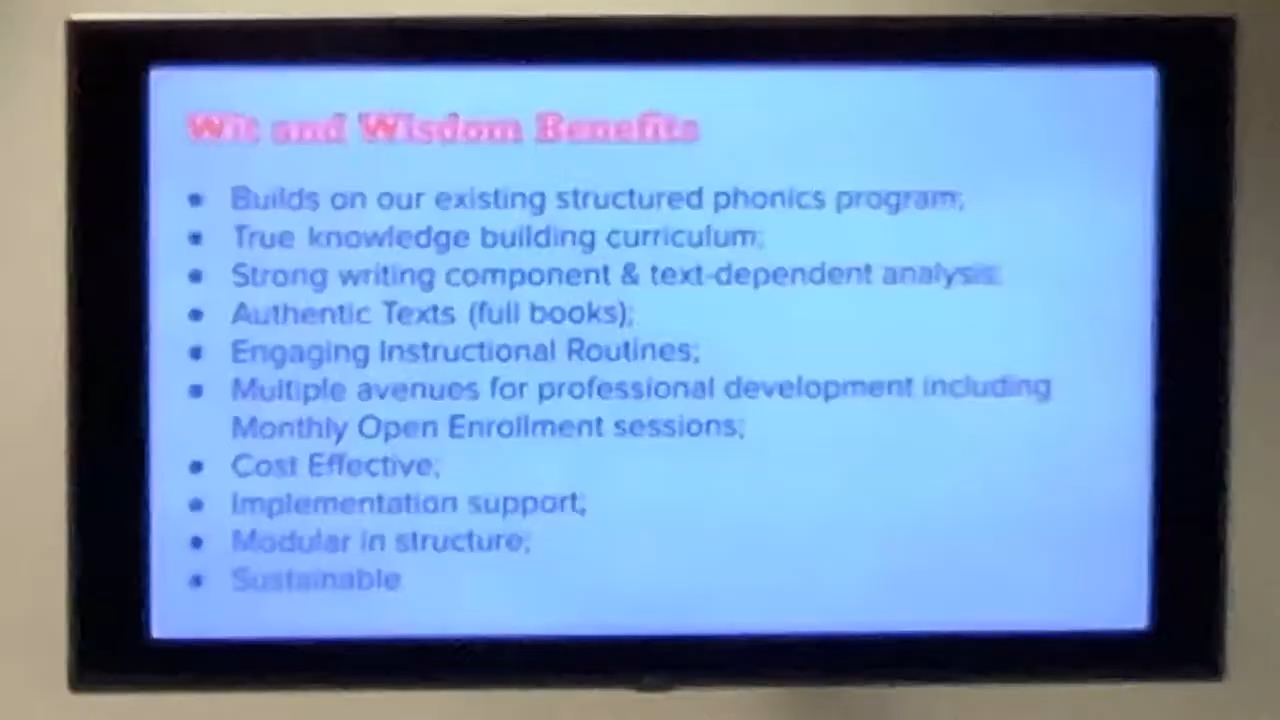 Wit and Wisdom Benefits
• Builds on our existing structured phonics program;
• True knowledge building curriculum;
• Strong writing component & text-dependent analysis;
• Authentic Texts (full books);
• Engaging Instructional Routines;
• Multiple avenues for professional development including
Monthly Open Enrollment sessions;
• Cost Effective;
• Implementation support;
• Modular in structure;
• Sustainable